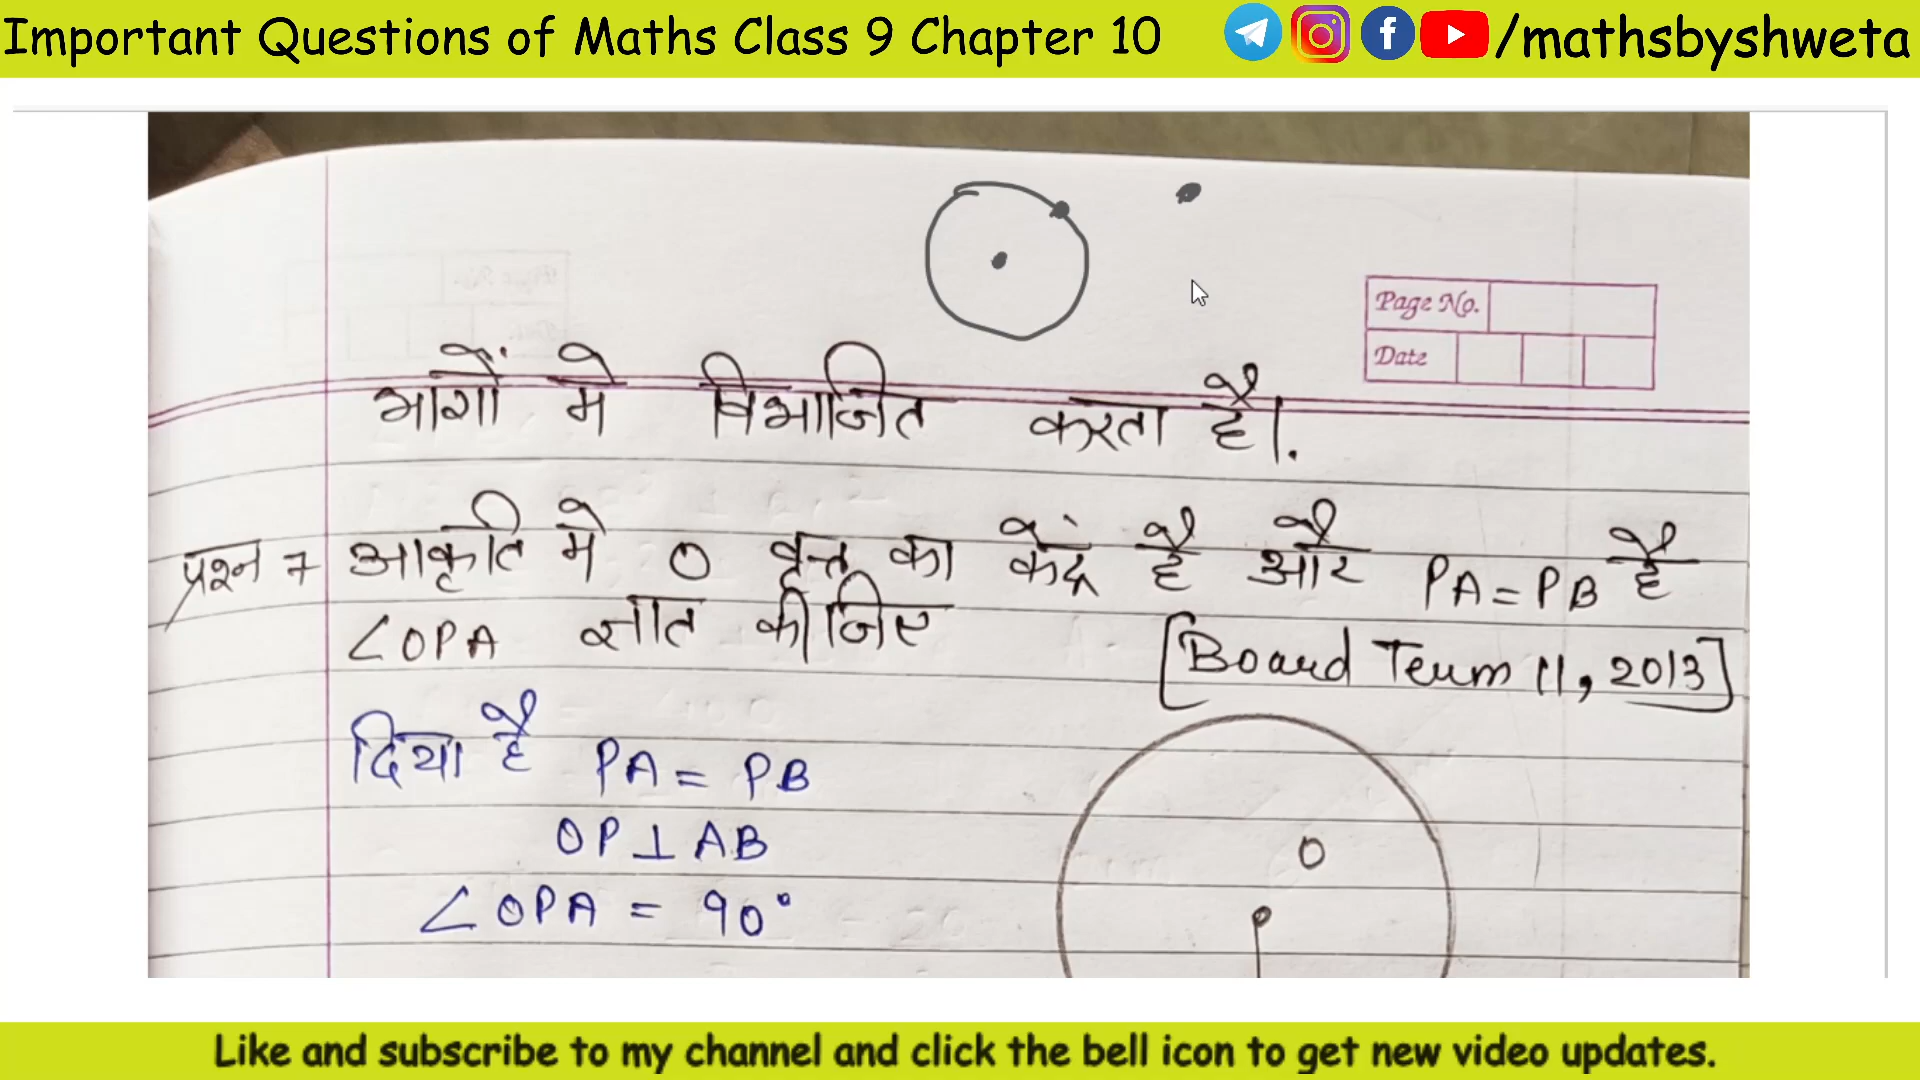 Important Questions of Maths Class 9 Chapter 10 /mathsbyshweta
Page No.
Date
भागों मे विभाजित करता है।.
प्रश्न 7 आकृति मे O वृत्त का केंद्र है और PA = PB है
∠OPA ज्ञात कीजिए
[Board Term 11, 2013]
दिया है PA = PB
OP ⊥ AB
∠OPA = 90°
O
Like and subscribe to my channel and click the bell icon to get new video updates.